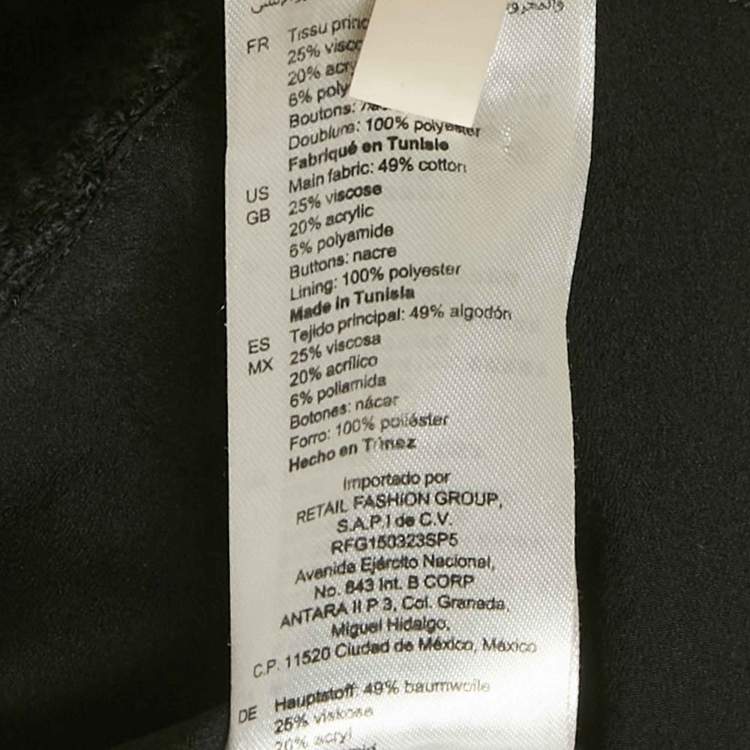 FR Tissu princ
25% visco
20% acry
6% poly
Boutons:
Doublure: 100% polyester
Fabriqué en Tunisie
US Main fabric: 49% cotton
GB 25% viscose
20% acrylic
6% polyamide
Buttons: nacre
Lining: 100% polyester
Made in Tunisia
ES Tejido principal: 49% algodón
MX 25% viscosa
20% acrílico
6% poliamida
Botones: nácar
Forro: 100% poliéster
Hecho en Túnez
Importado por
RETAIL FASHION GROUP,
S.A.P.I de C.V.
RFG150323SP5
Avenida Ejército Nacional,
No. 843 Int. B CORP
ANTARA II P 3, Col. Granada,
Miguel Hidalgo,
C.P. 11520 Ciudad de México, México
DE Hauptstoff: 49% baumwolle
25% viskose
20% acryl